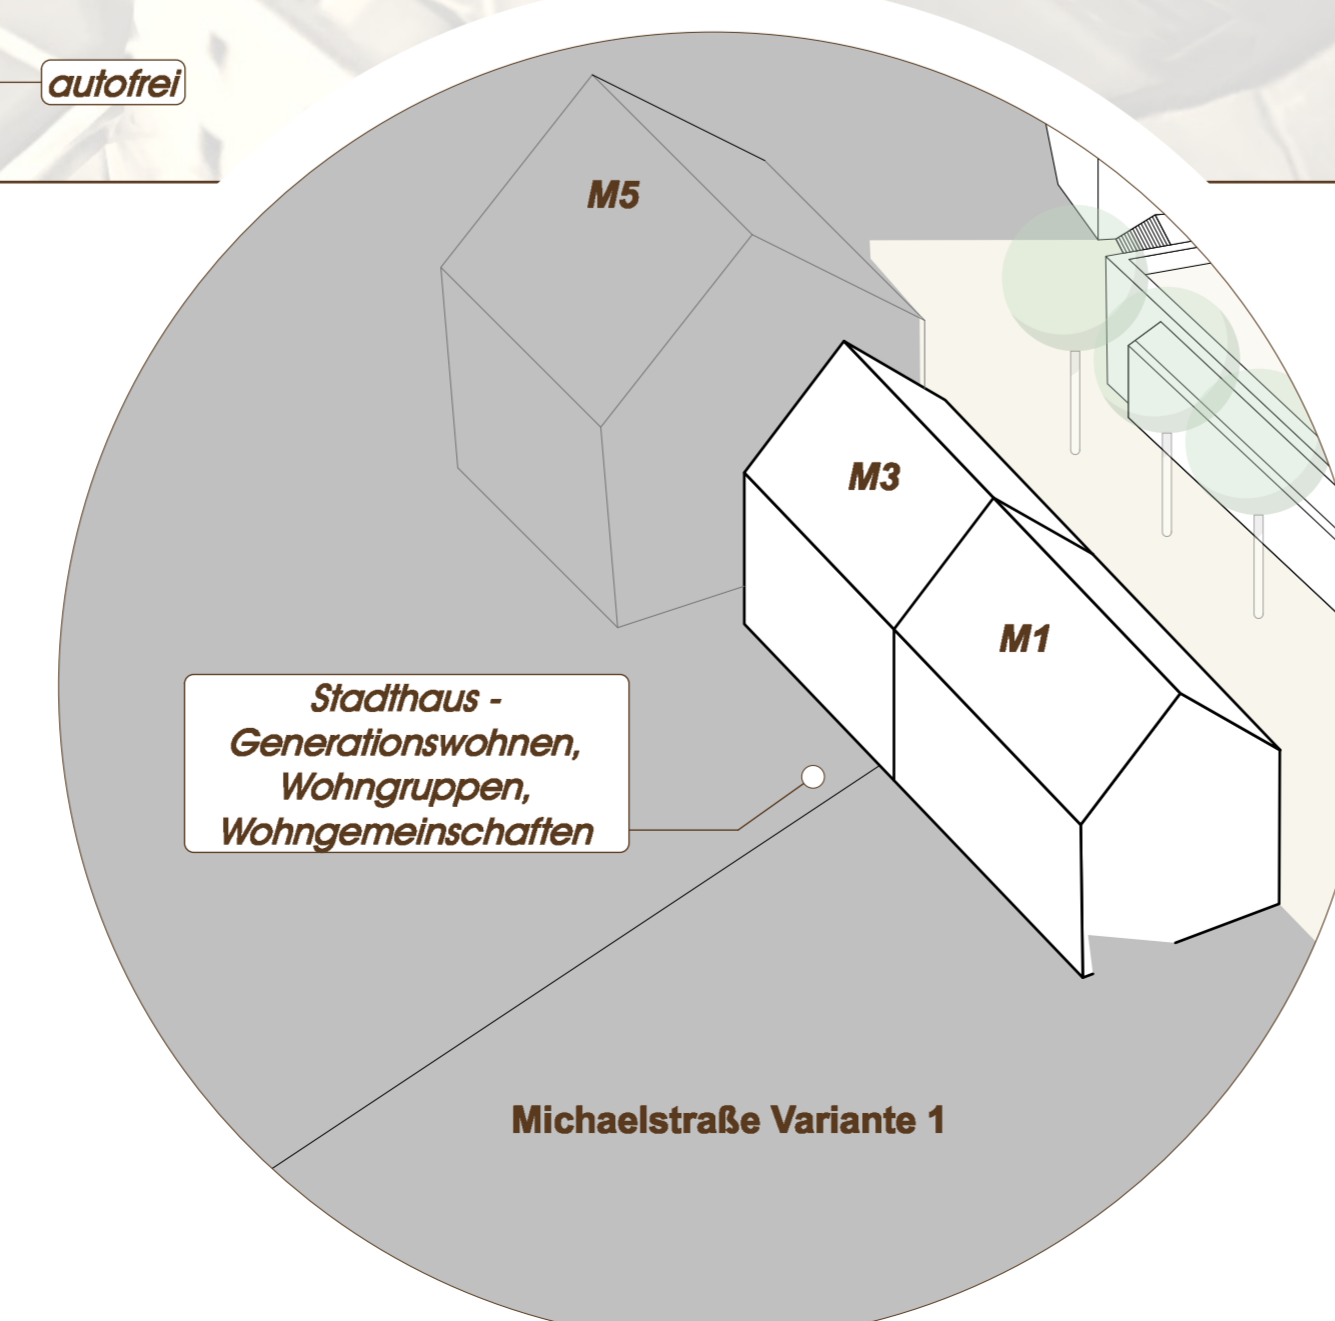 autofrei
M5
M3
M1
Stadthaus -
Generationswohnen,
Wohngruppen,
Wohngemeinschaften
Michaelstraße Variante 1